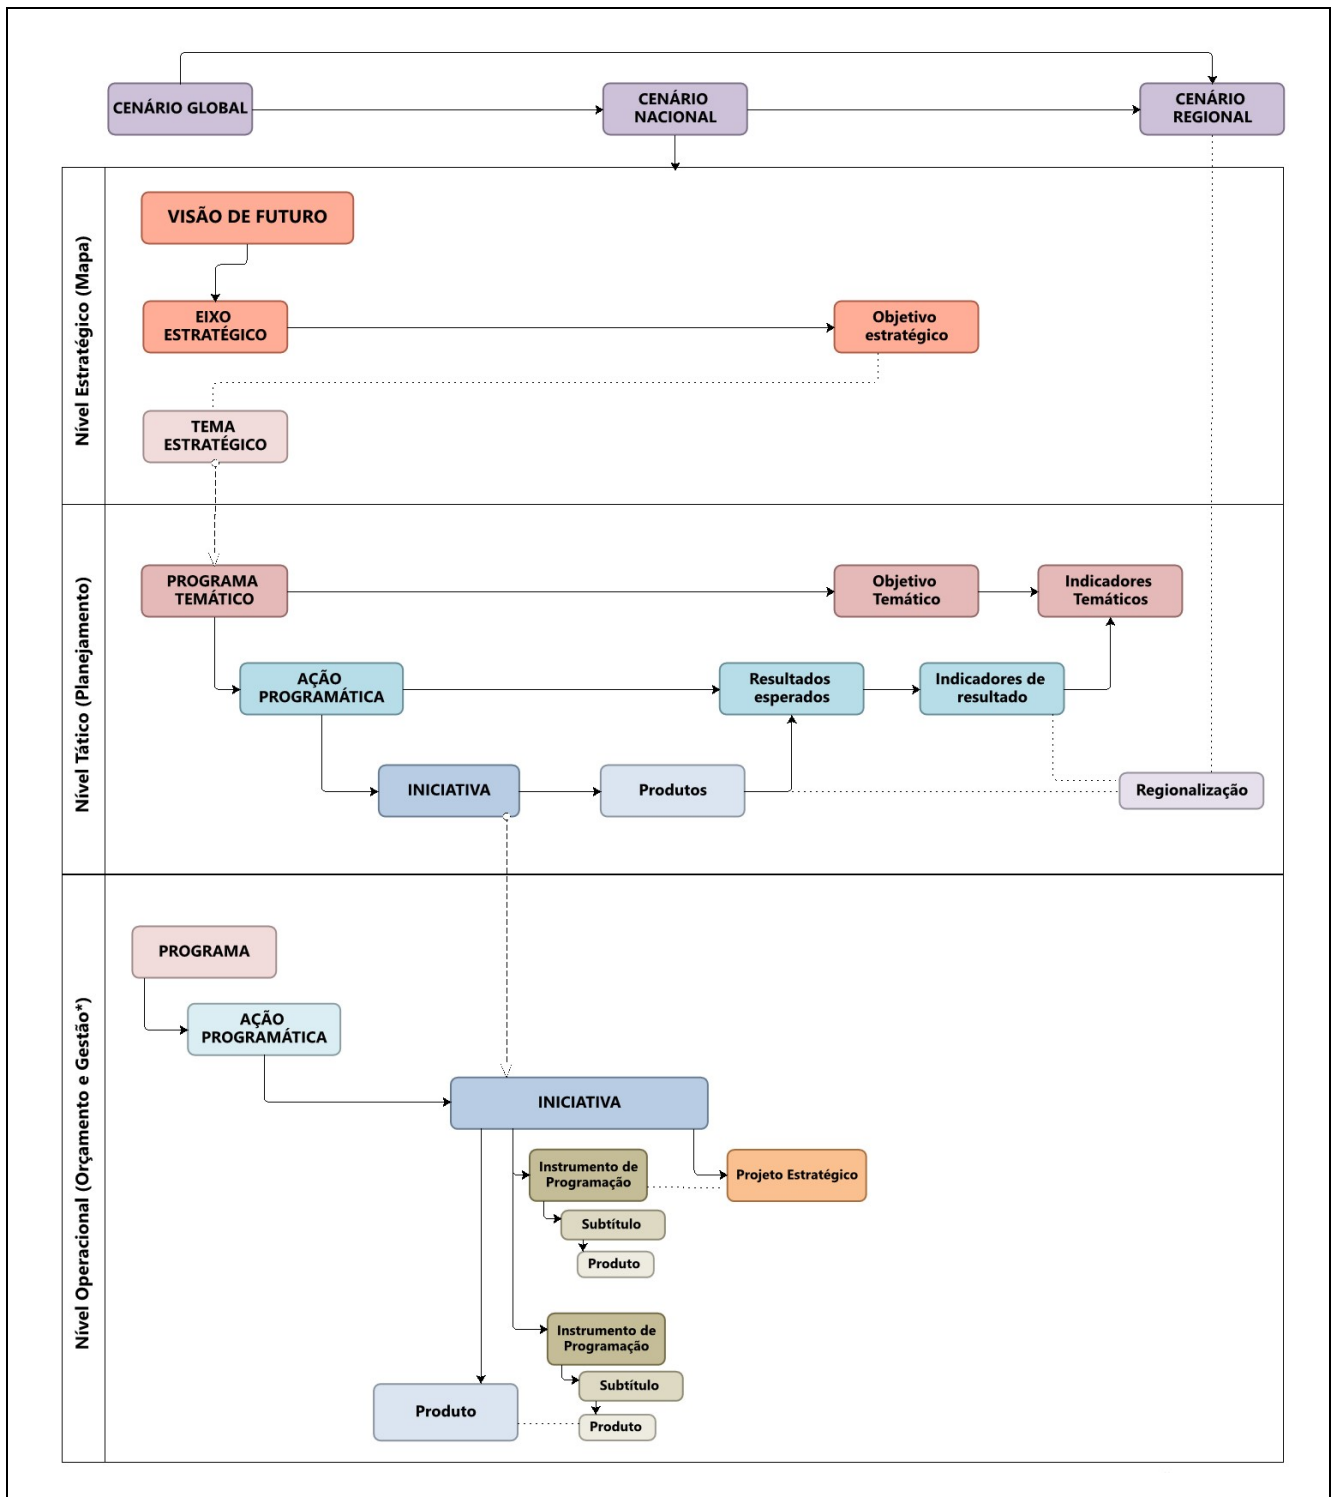 CENÁRIO GLOBAL
CENÁRIO
NACIONAL
CENÁRIO
REGIONAL
Nível Estratégico (Mapa)
VISÃO DE FUTURO
EIXO
ESTRATÉGICO
Objetivo
estratégico
TEMA
ESTRATÉGICO
Nível Tático (Planejamento)
PROGRAMA
TEMÁTICO
Objetivo
Temático
Indicadores
Temáticos
AÇÃO
PROGRAMÁTICA
Resultados
esperados
Indicadores de
resultado
INICIATIVA
Produtos
Regionalização
Nível Operacional (Orçamento e Gestão*)
PROGRAMA
AÇÃO
PROGRAMÁTICA
INICIATIVA
Instrumento de
Programação
Projeto Estratégico
Subtítulo
Produto
Instrumento de
Programação
Subtítulo
Produto
Produto